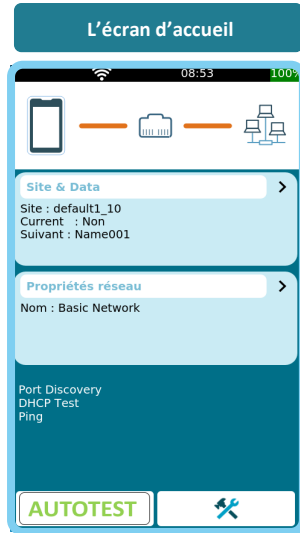 L’écran d’accueil
08:53
100%
Site & Data
Site : default1_10
Current : Non
Suivant : Name001
Propriétés réseau
Nom : Basic Network
Port Discovery
DHCP Test
Ping
AUTOTEST